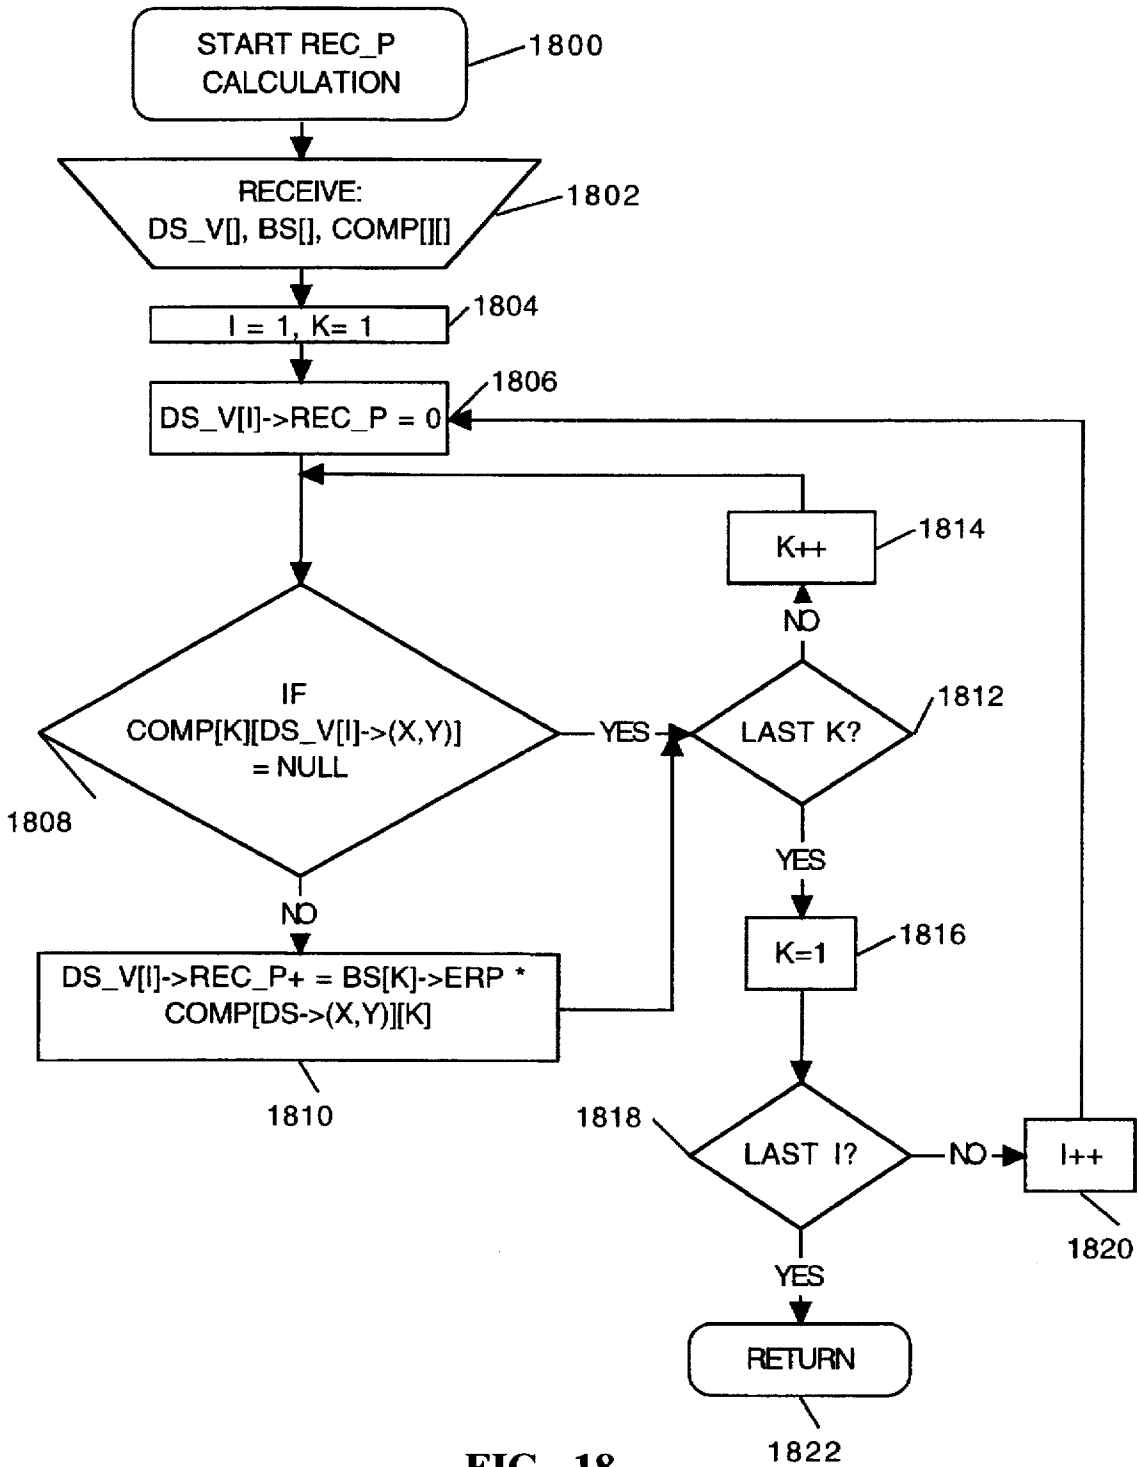 START REC_P
CALCULATION
1800
RECEIVE:
DS_V[], BS[], COMP[][]
1802
I = 1, K= 1
1804
DS_V[I]->REC_P = 0
1806
K++
1814
NO
IF
COMP[K][DS_V[I]->(X,Y)]
= NULL
1808
YES
LAST K?
1812
YES
NO
DS_V[I]->REC_P+ = BS[K]->ERP *
COMP[DS->(X,Y)][K]
1810
K=1
1816
LAST I?
1818
NO
I++
1820
YES
RETURN
1822
FIG. 18